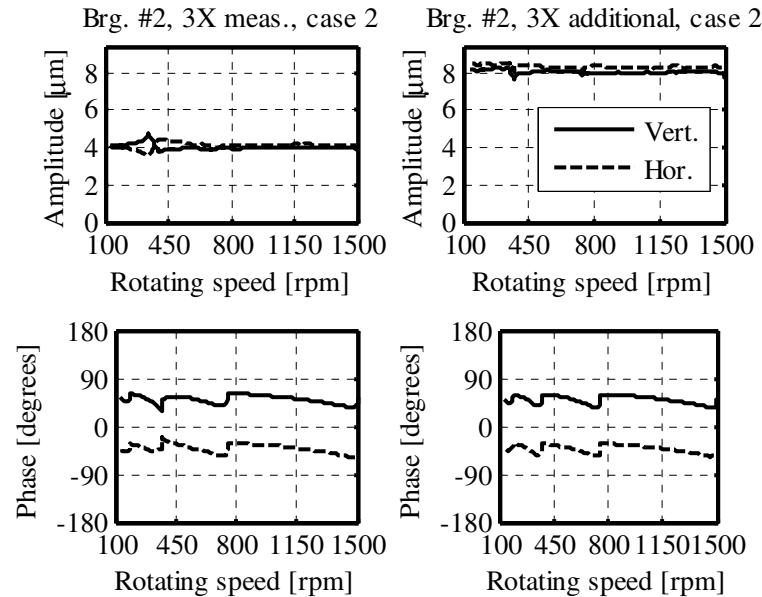 Brg. #2, 3X meas., case 2
Brg. #2, 3X additional, case 2
Amplitude [μm]
8
6
4
2
0
100 450 800 1150 1500
Rotating speed [rpm]
Amplitude [μm]
8
6
4
2
0
Vert.
Hor.
100 450 800 1150 1500
Rotating speed [rpm]
Phase [degrees]
180
90
0
-90
-180
100 450 800 1150 1500
Rotating speed [rpm]
Phase [degrees]
180
90
0
-90
-180
100 450 800 1150 1500
Rotating speed [rpm]